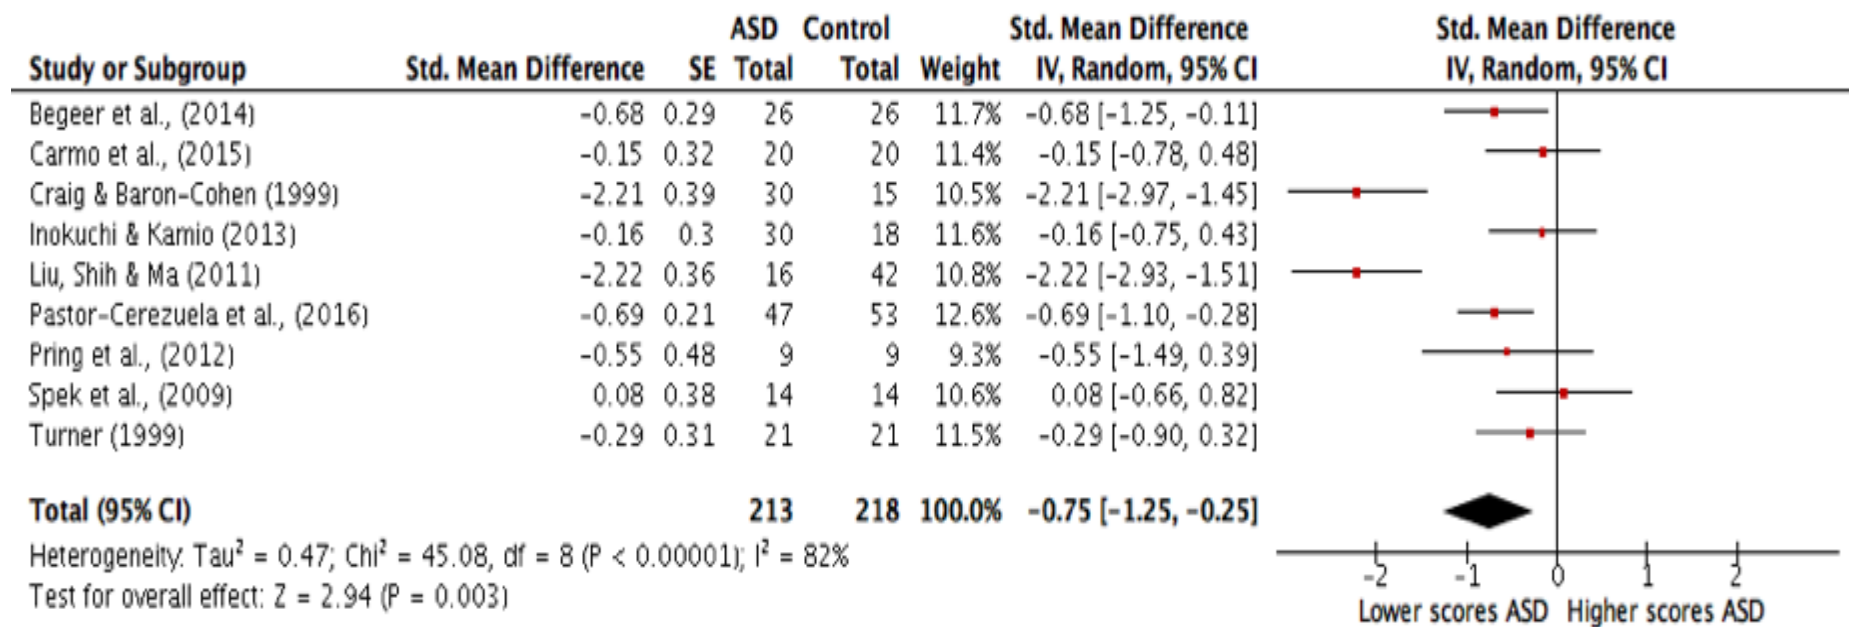 ASD Control Std. Mean Difference Std. Mean Difference
Study or Subgroup Std. Mean Difference SE Total Total Weight IV, Random, 95% CI IV, Random, 95% CI
Begeer et al., (2014) −0.68 0.29 26 26 11.7% −0.68 [−1.25, −0.11]
Carmo et al., (2015) −0.15 0.32 20 20 11.4% −0.15 [−0.78, 0.48]
Craig & Baron–Cohen (1999) −2.21 0.39 30 15 10.5% −2.21 [−2.97, −1.45]
Inokuchi & Kamio (2013) −0.16 0.3 30 18 11.6% −0.16 [−0.75, 0.43]
Liu, Shih & Ma (2011) −2.22 0.36 16 42 10.8% −2.22 [−2.93, −1.51]
Pastor–Cerezuela et al., (2016) −0.69 0.21 47 53 12.6% −0.69 [−1.10, −0.28]
Pring et al., (2012) −0.55 0.48 9 9 9.3% −0.55 [−1.49, 0.39]
Spek et al., (2009) 0.08 0.38 14 14 10.6% 0.08 [−0.66, 0.82]
Turner (1999) −0.29 0.31 21 21 11.5% −0.29 [−0.90, 0.32]
Total (95% CI) 213 218 100.0% −0.75 [−1.25, −0.25]
Heterogeneity: Tau² = 0.47; Chi² = 45.08, df = 8 (P < 0.00001); I² = 82%
Test for overall effect: Z = 2.94 (P = 0.003)
−2 −1 0 1 2
Lower scores ASD Higher scores ASD